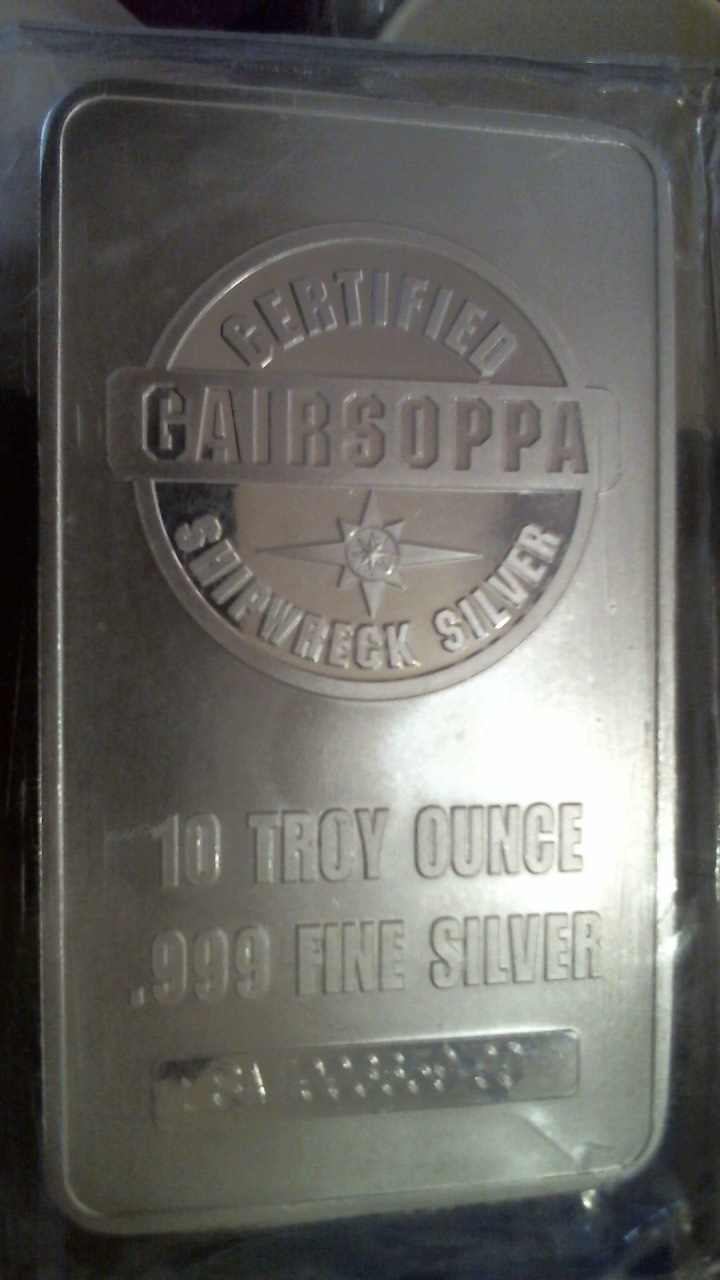 CERTIFIED
GAIRSOPPA
SHIPWRECK SILVER
10 TROY OUNCE
.999 FINE SILVER